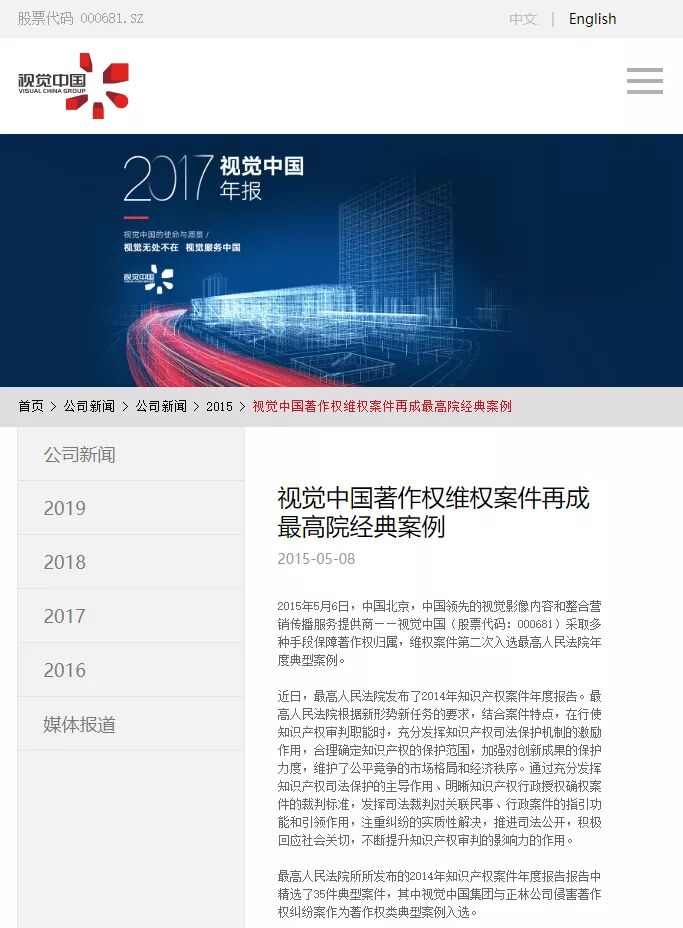 股票代码 000681.SZ
中文 | English
视觉中国
VISUAL CHINA GROUP
2017 视觉中国
年报
视觉中国的使命与愿景 /
视觉无处不在 视觉服务中国
视觉中国
首页 > 公司新闻 > 公司新闻 > 2015 > 视觉中国著作权维权案件再成最高院经典案例
公司新闻
2019
2018
2017
2016
媒体报道
视觉中国著作权维权案件再成
最高院经典案例
2015-05-08
2015年5月6日，中国北京，中国领先的视觉影像内容和整合营
销传播服务提供商——视觉中国（股票代码：000681）采取多
种手段保障著作权归属，维权案件第二次入选最高人民法院年
度典型案例。
近日，最高人民法院发布了2014年知识产权案件年度报告。最
高人民法院根据新形势新任务的要求，结合案件特点，在行使
知识产权审判职能时，充分发挥知识产权司法保护机制的激励
作用，合理确定知识产权的保护范围，加强对创新成果的保护
力度，维护了公平竞争的市场格局和经济秩序。通过充分发挥
知识产权司法保护的主导作用、明晰知识产权行政授权确权案
件的裁判标准，发挥司法裁判对关联民事、行政案件的指引功
能和引领作用，注重纠纷的实质性解决，推进司法公开，积极
回应社会关切，不断提升知识产权审判的影响力的作用。
最高人民法院所所发布的2014年知识产权案件年度报告报告中
精选了35件典型案件，其中视觉中国集团与正林公司侵害著作
权纠纷案作为著作权类典型案例入选。